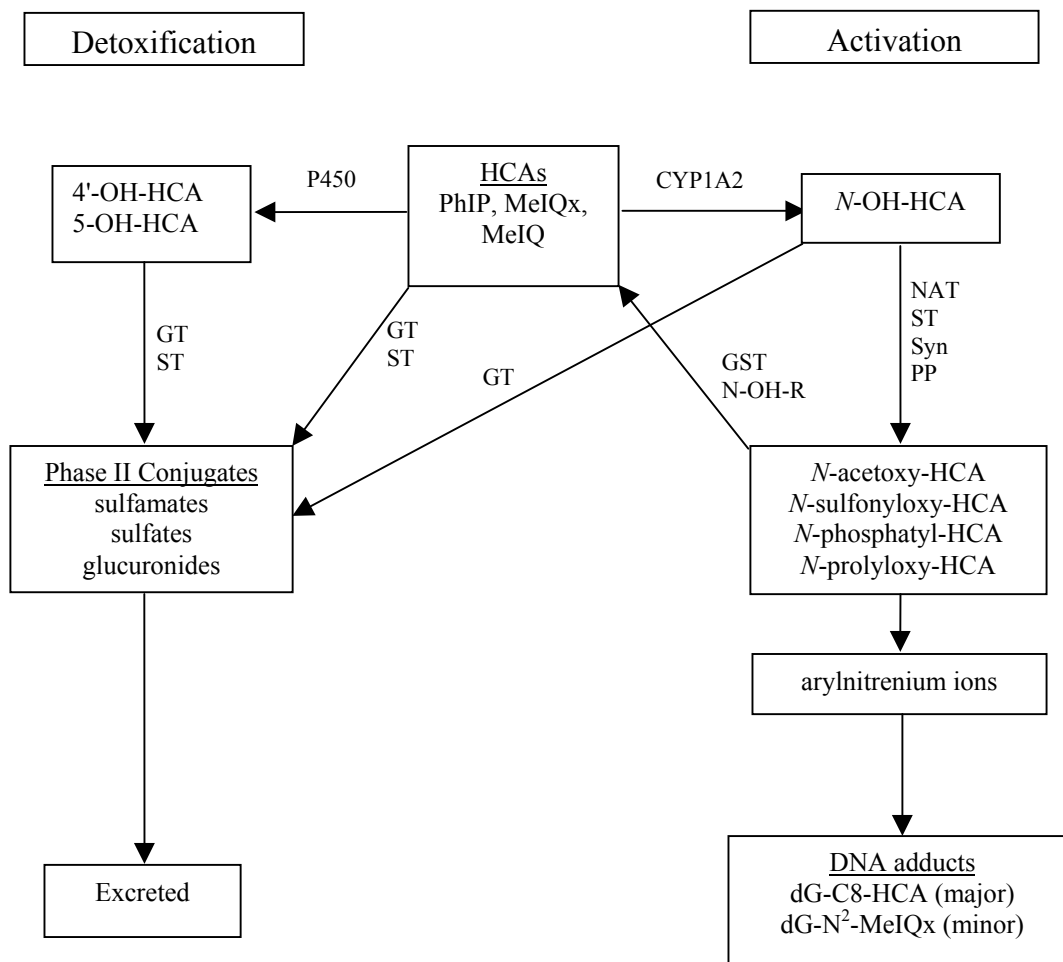 Detoxification
Activation
P450
HCAs
PhIP, MeIQx,
MeIQ
CYP1A2
4'-OH-HCA
5-OH-HCA
N-OH-HCA
GT
ST
GT
ST
GT
GST
N-OH-R
NAT
ST
Syn
PP
Phase II Conjugates
sulfamates
sulfates
glucuronides
N-acetoxy-HCA
N-sulfonyloxy-HCA
N-phosphatyl-HCA
N-prolyloxy-HCA
arylnitrenium ions
Excreted
DNA adducts
dG-C8-HCA (major)
dG-N²-MeIQx (minor)